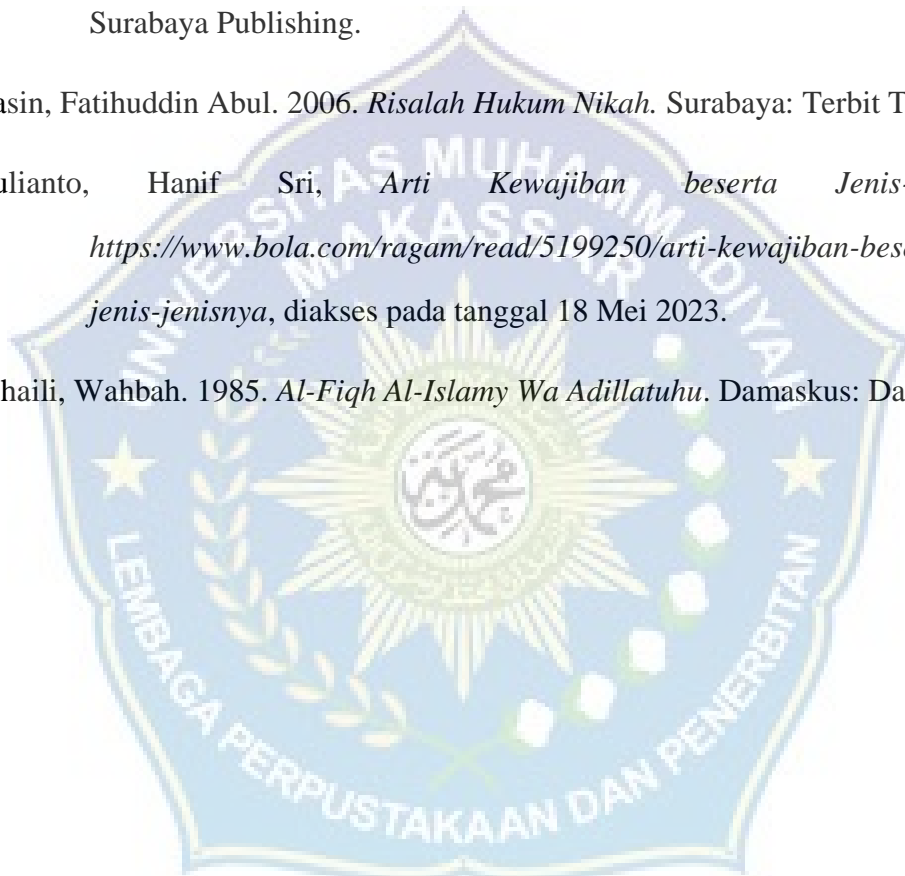 Surabaya Publishing.
asin, Fatihuddin Abul. 2006. Risalah Hukum Nikah. Surabaya: Terbit T
ulianto, Hanif Sri, Arti Kewajiban beserta Jenis-
https://www.bola.com/ragam/read/5199250/arti-kewajiban-bese
jenis-jenisnya, diakses pada tanggal 18 Mei 2023.
haili, Wahbah. 1985. Al-Fiqh Al-Islamy Wa Adillatuhu. Damaskus: Da
UNIVERSITAS MUHAMMADIYAH
MAKASSAR
LEMBAGA PERPUSTAKAAN DAN PENERBITAN